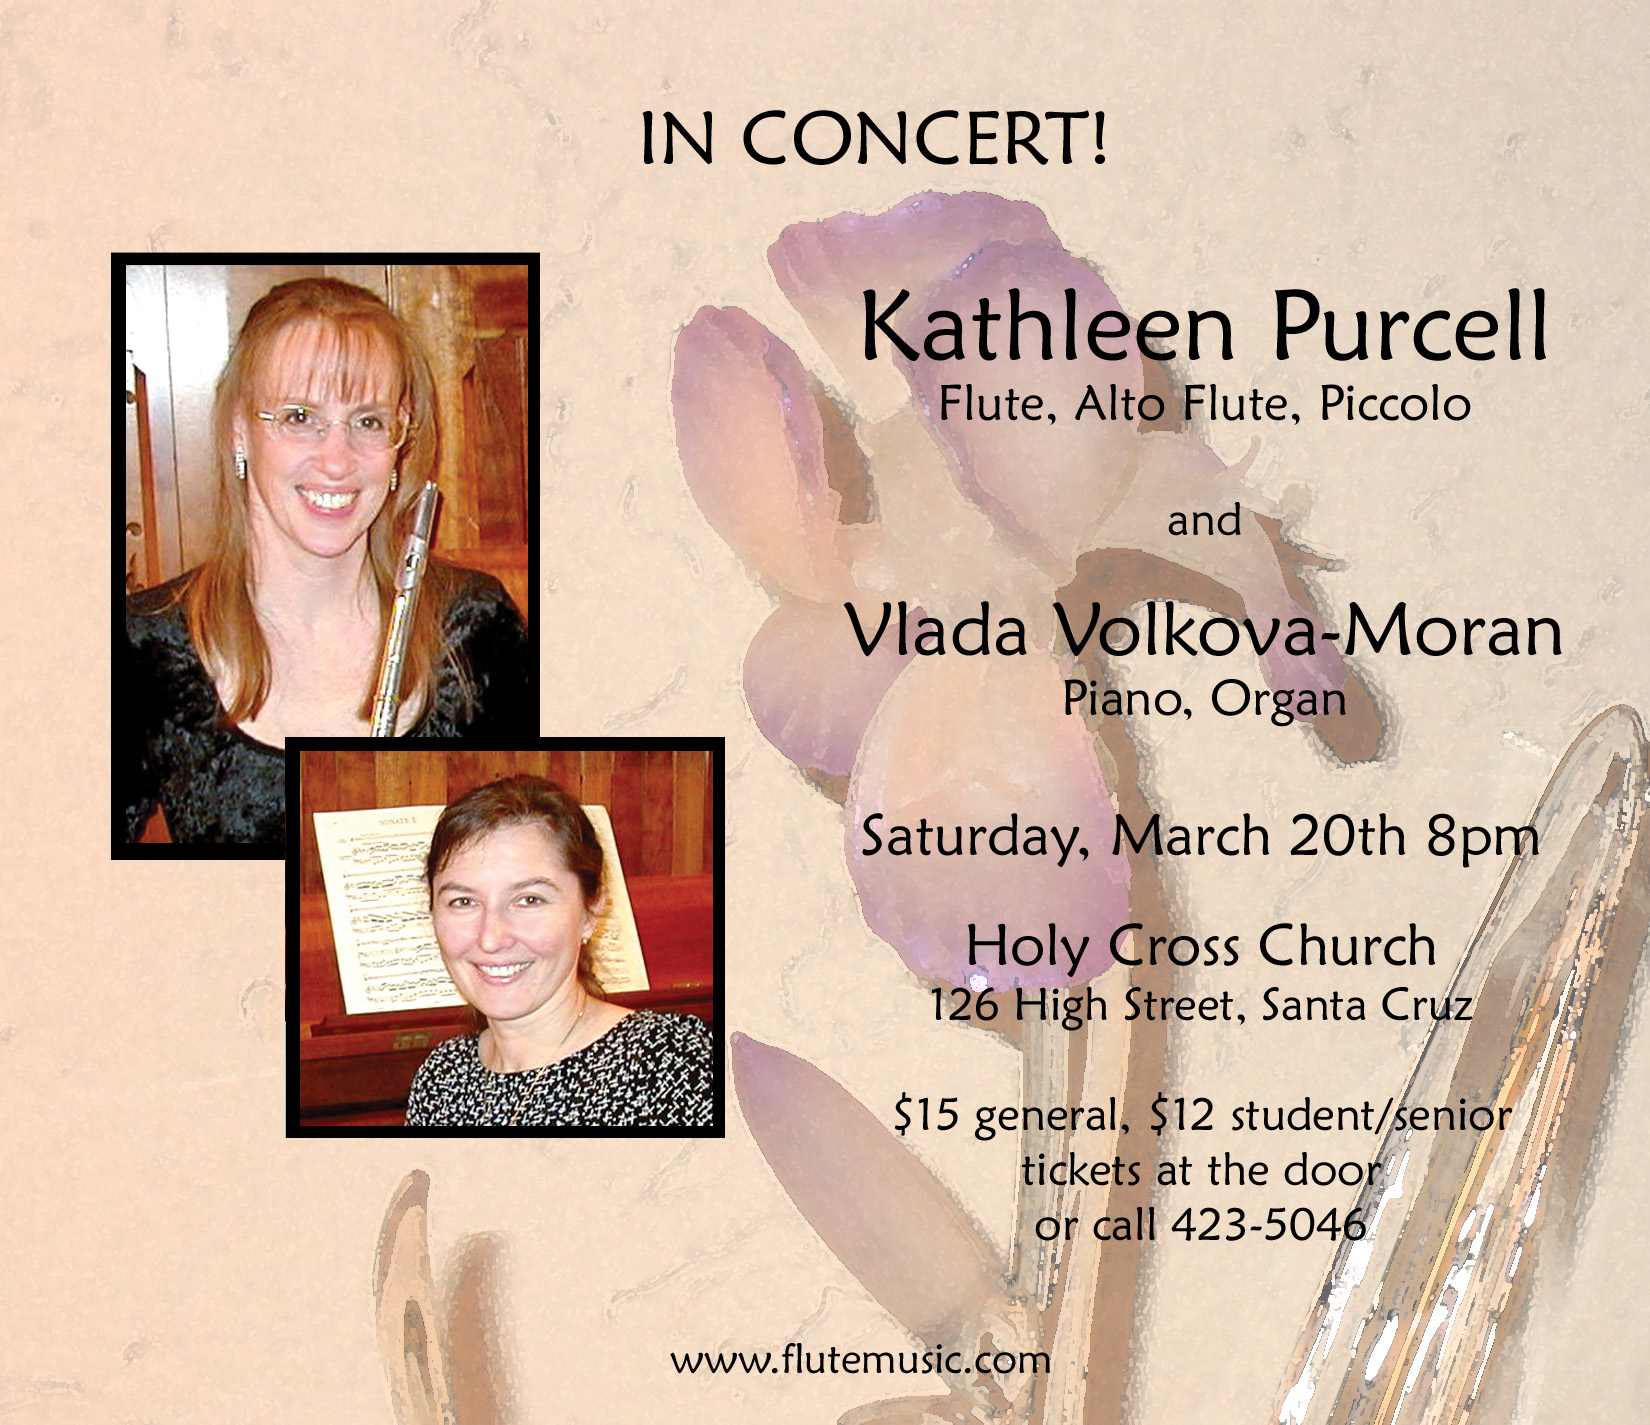 IN CONCERT!
Kathleen Purcell
Flute, Alto Flute, Piccolo
and
Vlada Volkova-Moran
Piano, Organ
Saturday, March 20th 8pm
Holy Cross Church
126 High Street, Santa Cruz
$15 general, $12 student/senior
tickets at the door
or call 423-5046
www.flutemusic.com